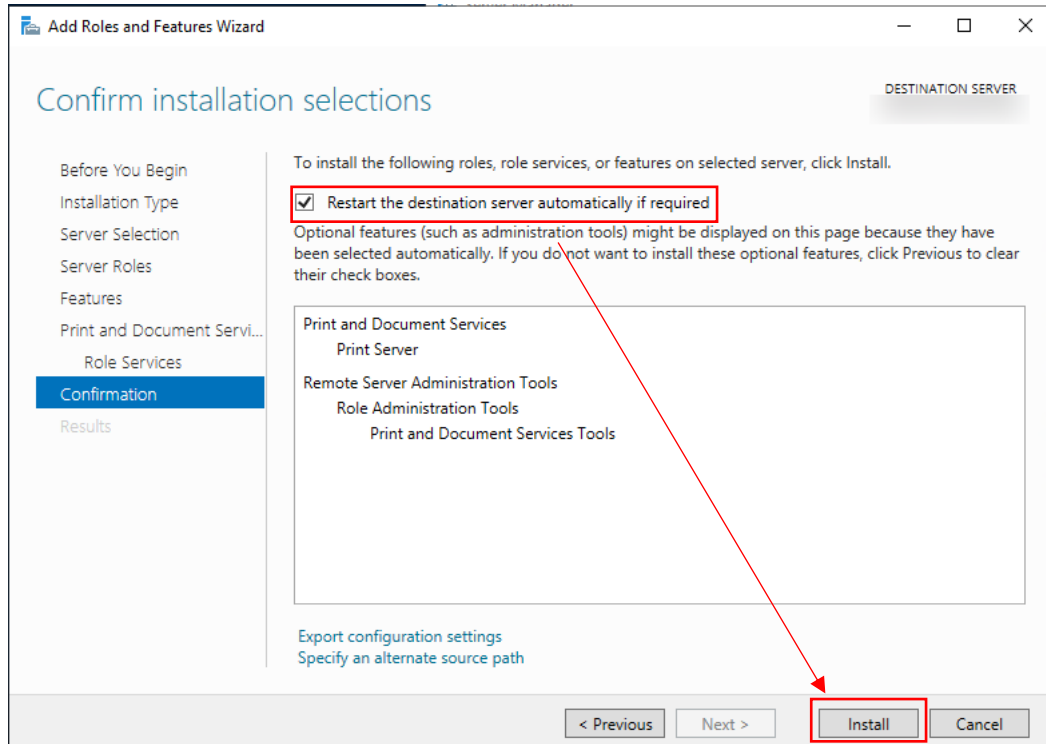 Add Roles and Features Wizard
Confirm installation selections
DESTINATION SERVER
Before You Begin
Installation Type
Server Selection
Server Roles
Features
Print and Document Servi...
Role Services
Confirmation
Results
To install the following roles, role services, or features on selected server, click Install.
Restart the destination server automatically if required
Optional features (such as administration tools) might be displayed on this page because they have
been selected automatically. If you do not want to install these optional features, click Previous to clear
their check boxes.
Print and Document Services
Print Server
Remote Server Administration Tools
Role Administration Tools
Print and Document Services Tools
Export configuration settings
Specify an alternate source path
< Previous
Next >
Install
Cancel